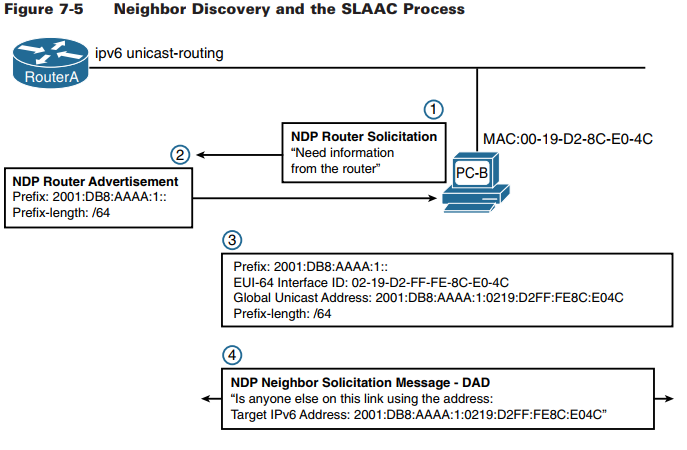 Figure 7-5 Neighbor Discovery and the SLAAC Process
ipv6 unicast-routing
RouterA
1
MAC:00-19-D2-8C-E0-4C
NDP Router Solicitation
“Need information
from the router”
PC-B
2
NDP Router Advertisement
Prefix: 2001:DB8:AAAA:1::
Prefix-length: /64
3
Prefix: 2001:DB8:AAAA:1::
EUI-64 Interface ID: 02-19-D2-FF-FE-8C-E0-4C
Global Unicast Address: 2001:DB8:AAAA:1:0219:D2FF:FE8C:E04C
Prefix-length: /64
4
NDP Neighbor Solicitation Message - DAD
“Is anyone else on this link using the address:
Target IPv6 Address: 2001:DB8:AAAA:1:0219:D2FF:FE8C:E04C”